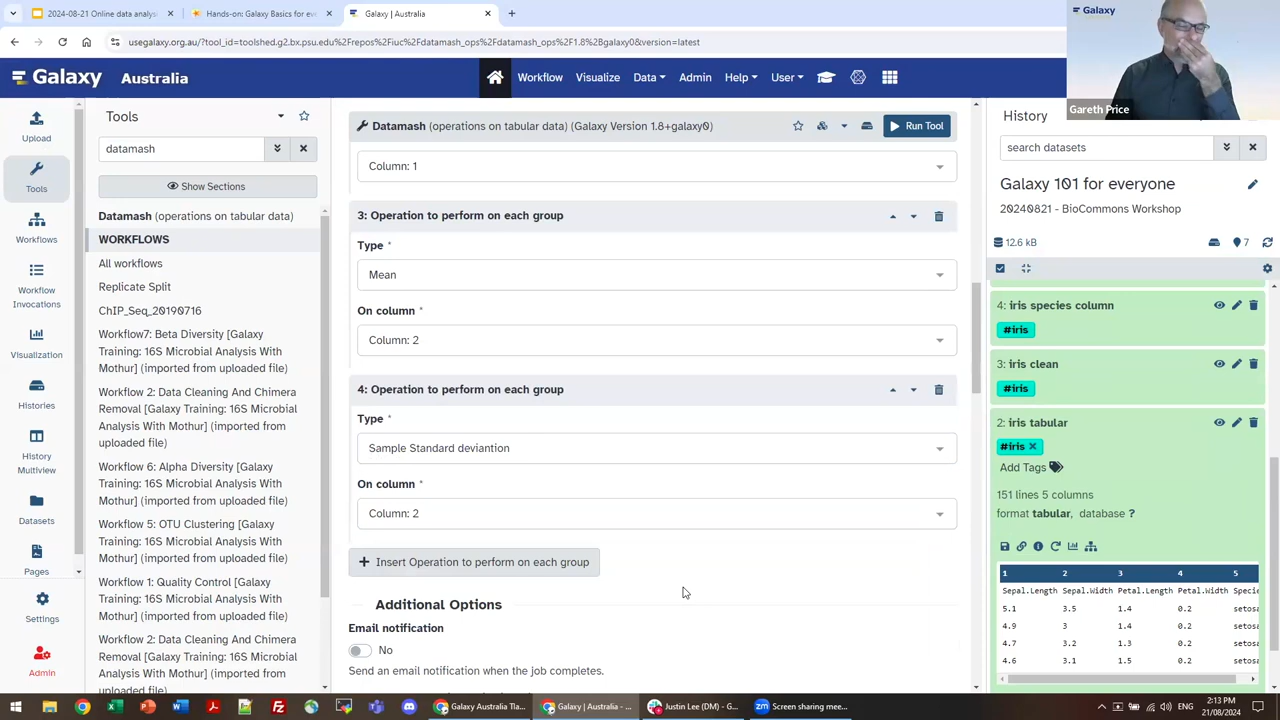 2024-08-21 Online data analysi
Hands-on: Galaxy Basics for eve
Galaxy | Australia
usegalaxy.org.au/?tool_id=toolshed.g2.bx.psu.edu%2Frepos%2Fiuc%2Fdatamash_ops%2Fdatamash_ops%2F1.8%2Bgalaxy0&version=latest
Galaxy
Gareth Price
Galaxy Australia
Workflow Visualize Data Admin Help User
Upload
Tools
Workflows
Workflow
Invocations
Visualization
Histories
History
Multiview
Datasets
Pages
Settings
Admin
Tools
datamash
Show Sections
Datamash (operations on tabular data)
WORKFLOWS
All workflows
Replicate Split
ChIP_Seq_20190716
Workflow7: Beta Diversity [Galaxy
Training: 16S Microbial Analysis With
Mothur] (imported from uploaded file)
Workflow 2: Data Cleaning And Chimera
Removal [Galaxy Training: 16S Microbial
Analysis With Mothur] (imported from
uploaded file)
Workflow 6: Alpha Diversity [Galaxy
Training: 16S Microbial Analysis With
Mothur] (imported from uploaded file)
Workflow 5: OTU Clustering [Galaxy
Training: 16S Microbial Analysis With
Mothur] (imported from uploaded file)
Workflow 1: Quality Control [Galaxy
Training: 16S Microbial Analysis With
Mothur] (imported from uploaded file)
Workflow 2: Data Cleaning And Chimera
Removal [Galaxy Training: 16S Microbial
Analysis With Mothur] (imported from
uploaded file)
Datamash (operations on tabular data) (Galaxy Version 1.8+galaxy0)
Run Tool
Column: 1
3: Operation to perform on each group
Type *
Mean
On column *
Column: 2
4: Operation to perform on each group
Type *
Sample Standard deviantion
On column *
Column: 2
+ Insert Operation to perform on each group
Additional Options
Email notification
No
Send an email notification when the job completes.
History
search datasets
Galaxy 101 for everyone
20240821 - BioCommons Workshop
12.6 kB
7
4: iris species column
#iris
3: iris clean
#iris
2: iris tabular
#iris ×
Add Tags
151 lines 5 columns
format tabular, database ?
1 2 3 4 5
Sepal.Length Sepal.Width Petal.Length Petal.Width Specie
5.1 3.5 1.4 0.2 setosa
4.9 3 1.4 0.2 setosa
4.7 3.2 1.3 0.2 setosa
4.6 3.1 1.5 0.2 setosa
Galaxy Australia Tla...
Galaxy | Australia - ...
Justin Lee (DM) - G...
Screen sharing mee...
ENG
2:13 PM
21/08/2024